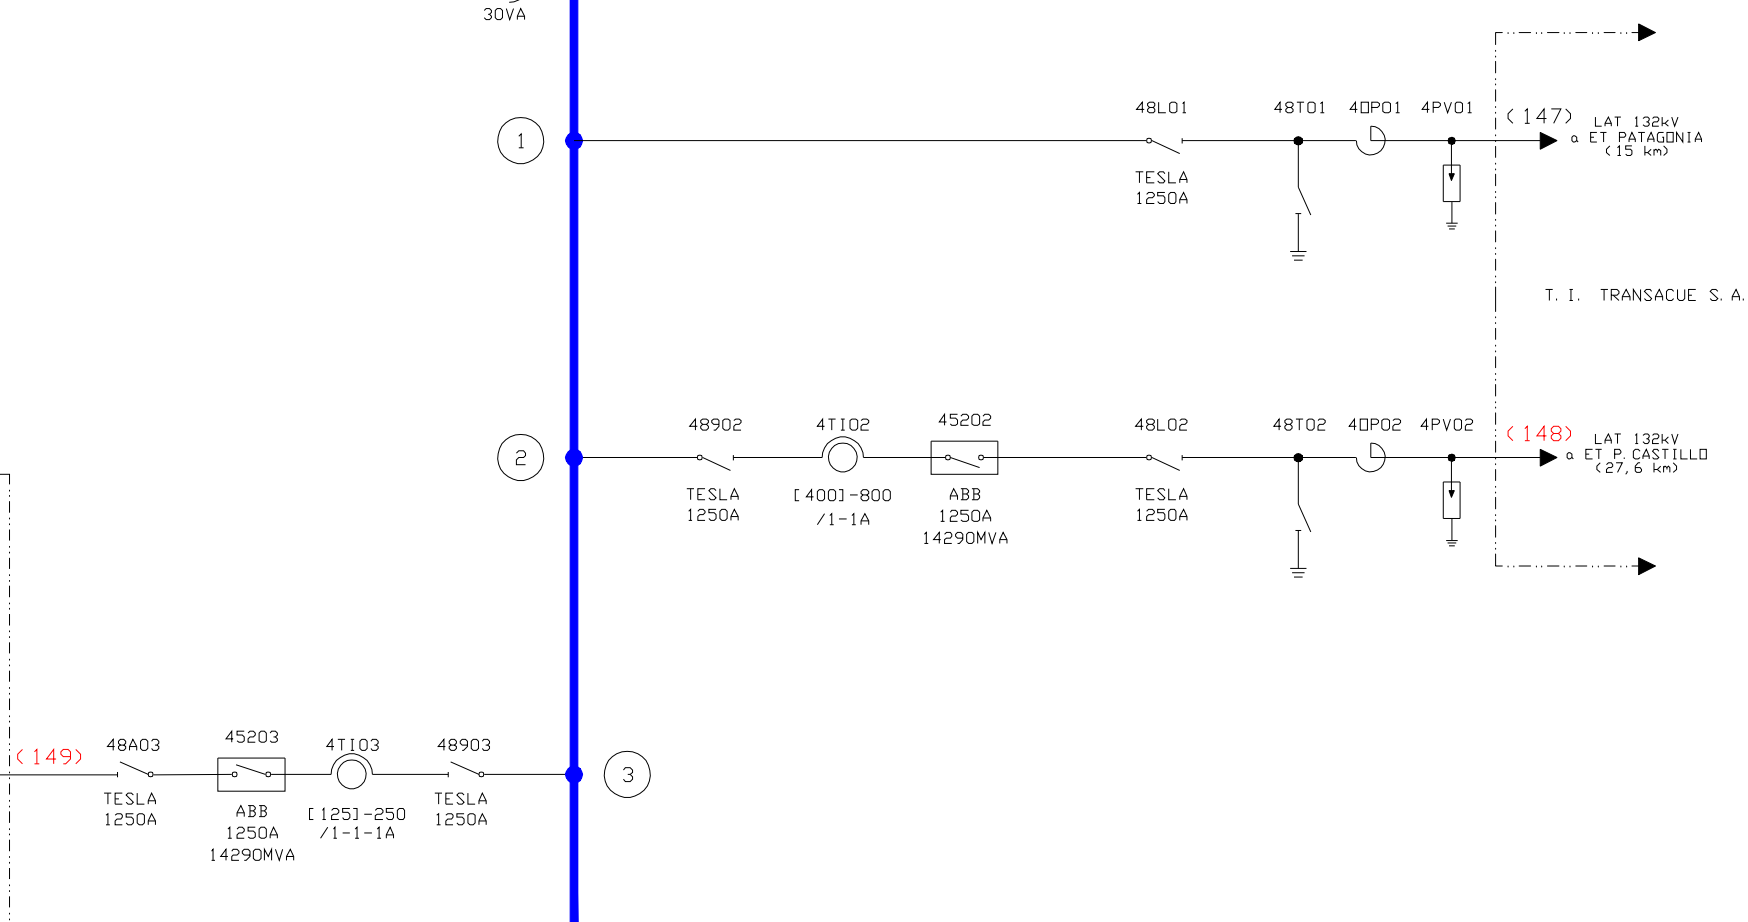 30VA
48L01 48T01 4OP01 4PV01
(147)
LAT 132kV
a ET PATAGONIA
(15 km)
1
TESLA
1250A
T. I. TRANSACUE S. A.
48902 4TI02 45202 48L02 48T02 4OP02 4PV02
(148)
LAT 132kV
a ET P. CASTILLO
(27,6 km)
2
TESLA
1250A
[400]-800
/1-1A
ABB
1250A
14290MVA
TESLA
1250A
(149)
48A03 45203 4TI03 48903
3
TESLA
1250A
ABB
1250A
14290MVA
[125]-250
/1-1-1A
TESLA
1250A